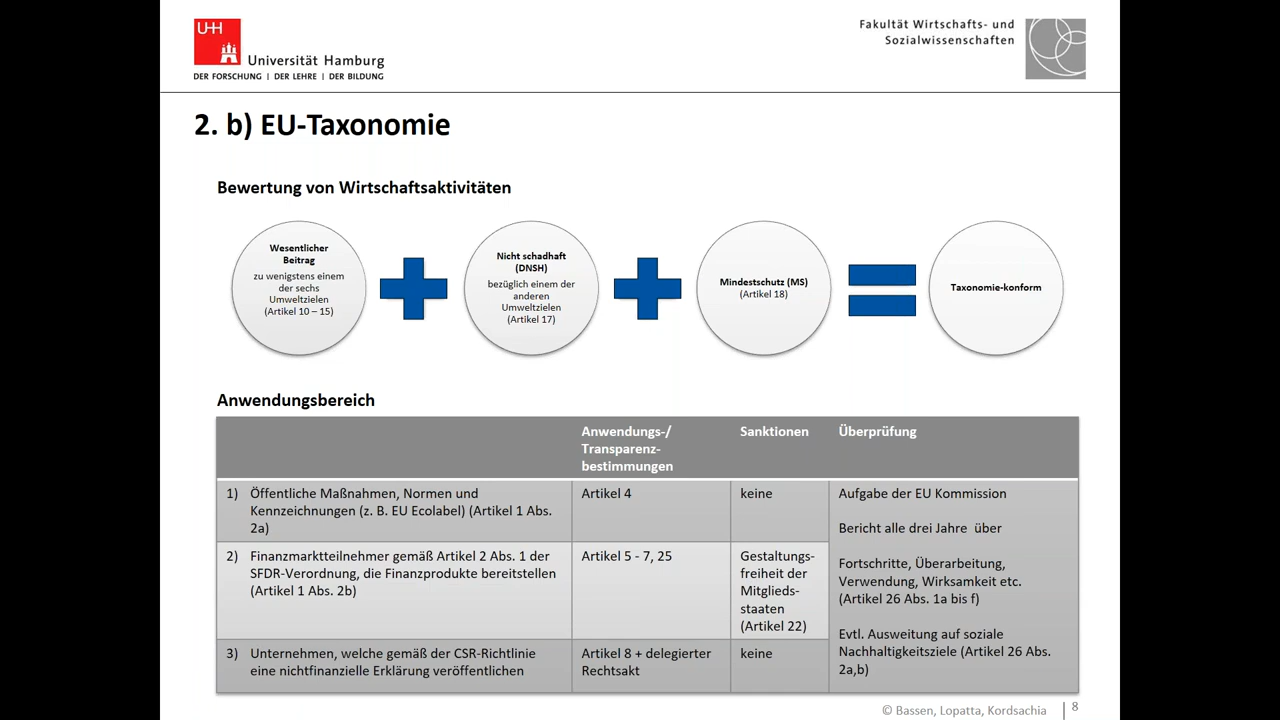 UHH
Universität Hamburg
DER FORSCHUNG | DER LEHRE | DER BILDUNG
Fakultät Wirtschafts- und
Sozialwissenschaften
2. b) EU-Taxonomie
Bewertung von Wirtschaftsaktivitäten
Wesentlicher
Beitrag
zu wenigstens einem
der sechs
Umweltzielen
(Artikel 10 – 15)
Nicht schadhaft
(DNSH)
bezüglich einem der
anderen
Umweltzielen
(Artikel 17)
Mindestschutz (MS)
(Artikel 18)
Taxonomie-konform
Anwendungsbereich
Anwendungs-/
Transparenz-
bestimmungen
Sanktionen
Überprüfung
1) Öffentliche Maßnahmen, Normen und
Kennzeichnungen (z. B. EU Ecolabel) (Artikel 1 Abs.
2a)
Artikel 4
keine
Aufgabe der EU Kommission
Bericht alle drei Jahre über
Fortschritte, Überarbeitung,
Verwendung, Wirksamkeit etc.
(Artikel 26 Abs. 1a bis f)
Evtl. Ausweitung auf soziale
Nachhaltigkeitsziele (Artikel 26 Abs.
2a,b)
2) Finanzmarktteilnehmer gemäß Artikel 2 Abs. 1 der
SFDR-Verordnung, die Finanzprodukte bereitstellen
(Artikel 1 Abs. 2b)
Artikel 5 - 7, 25
Gestaltungs-
freiheit der
Mitglieds-
staaten
(Artikel 22)
3) Unternehmen, welche gemäß der CSR-Richtlinie
eine nichtfinanzielle Erklärung veröffentlichen
Artikel 8 + delegierter
Rechtsakt
keine
© Bassen, Lopatta, Kordsachia
8